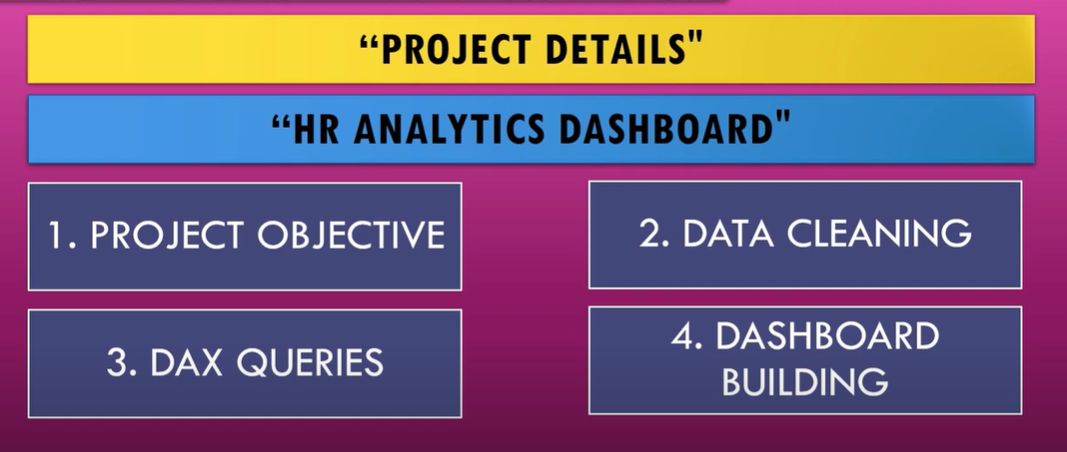 “PROJECT DETAILS"
“HR ANALYTICS DASHBOARD"
1. PROJECT OBJECTIVE
2. DATA CLEANING
3. DAX QUERIES
4. DASHBOARD
BUILDING